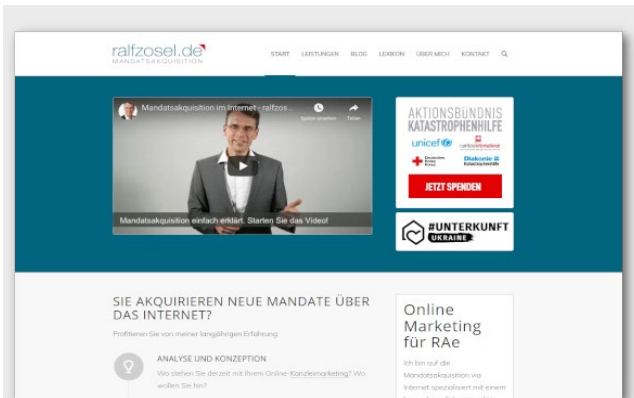 ralfzosel.de
MANDATSAKQUISITION
START LEISTUNGEN BLOG LEXIKON ÜBER MICH KONTAKT
Mandatsakquisition im Internet - ralfzos...
Später ansehen Teilen
Mandatsakquisition einfach erklärt. Starten Sie das Video!
AKTIONSBÜNDNIS
KATASTROPHENHILFE
unicef caritas international
Deutsches Rotes Kreuz
Diakonie
Katastrophenhilfe
JETZT SPENDEN
#UNTERKUNFT
UKRAINE
SIE AKQUIRIEREN NEUE MANDATE ÜBER
DAS INTERNET?
Profitieren Sie von meiner langjährigen Erfahrung:
ANALYSE UND KONZEPTION
Wo stehen Sie derzeit mit Ihrem Online-Kanzleimarketing? Wo
wollen Sie hin?
Online
Marketing
für RAe
Ich bin auf die
Mandatsakquisition via
Internet spezialisiert mit einem